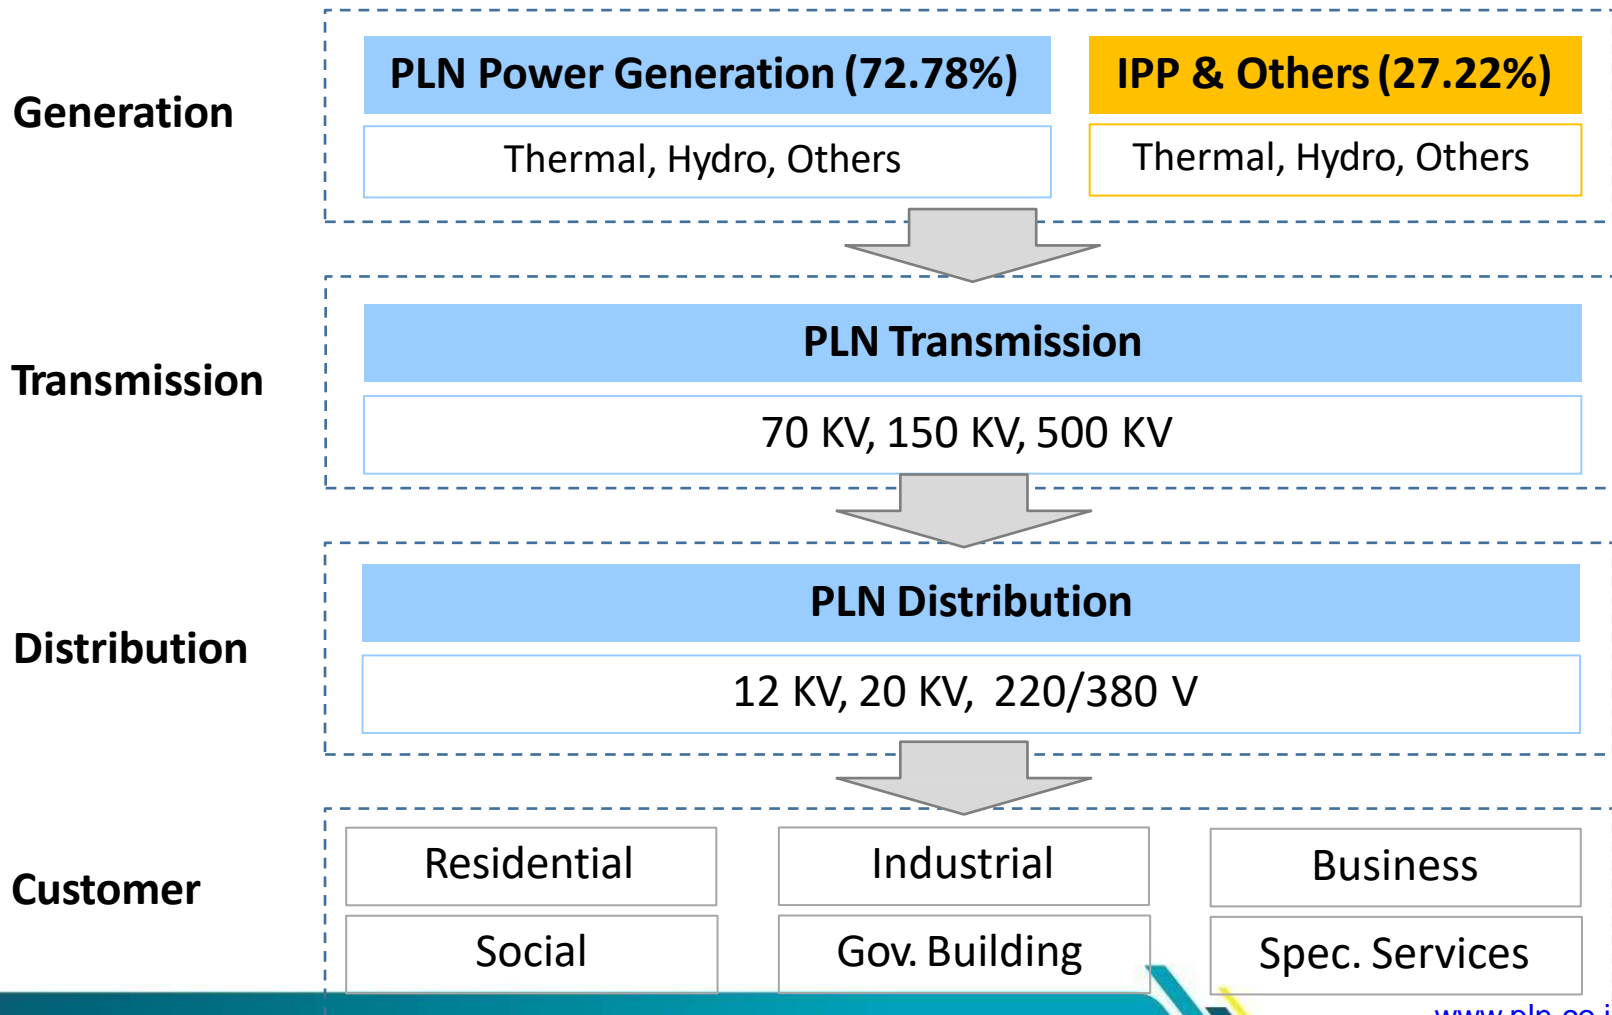 Generation
PLN Power Generation (72.78%)
IPP & Others (27.22%)
Thermal, Hydro, Others
Thermal, Hydro, Others
Transmission
PLN Transmission
70 KV, 150 KV, 500 KV
Distribution
PLN Distribution
12 KV, 20 KV, 220/380 V
Customer
Residential
Industrial
Business
Social
Gov. Building
Spec. Services